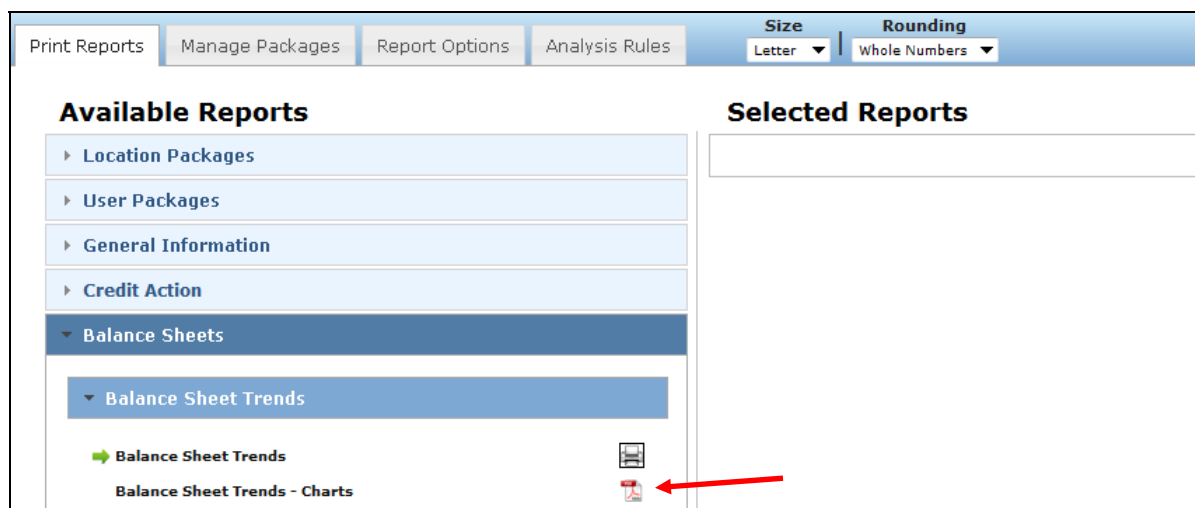 Print Reports Manage Packages Report Options Analysis Rules Size Rounding
Letter Whole Numbers
Available Reports Selected Reports
Location Packages
User Packages
General Information
Credit Action
Balance Sheets
Balance Sheet Trends
Balance Sheet Trends
Balance Sheet Trends - Charts